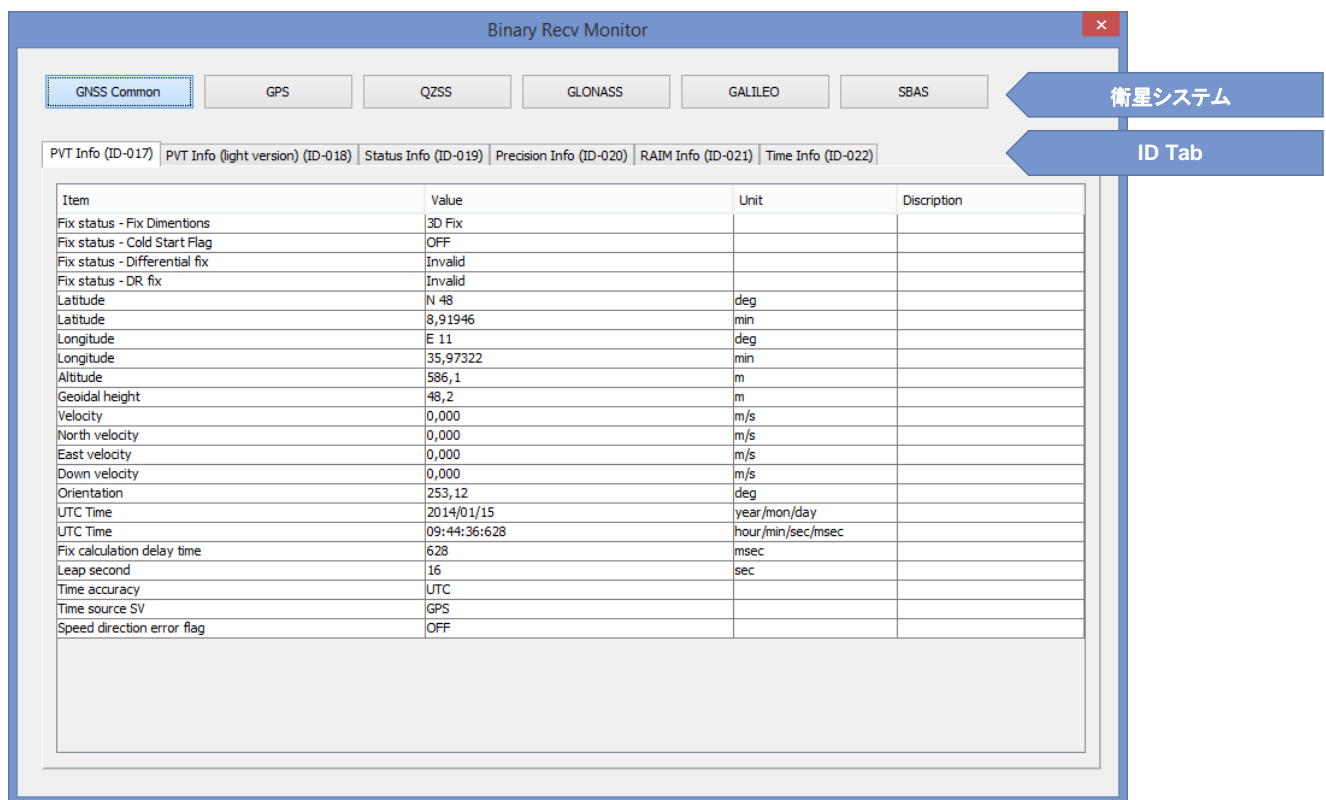 Binary Recv Monitor
×
GNSS Common GPS QZSS GLONASS GALILEO SBAS
衛星システム
PVT Info (ID-017) PVT Info (light version) (ID-018) Status Info (ID-019) Precision Info (ID-020) RAIM Info (ID-021) Time Info (ID-022)
ID Tab
Item Value Unit Discription
Fix status - Fix Dimentions 3D Fix
Fix status - Cold Start Flag OFF
Fix status - Differential fix Invalid
Fix status - DR fix Invalid
Latitude N 48 deg
Latitude 8,91946 min
Longitude E 11 deg
Longitude 35,97322 min
Altitude 586,1 m
Geoidal height 48,2 m
Velocity 0,000 m/s
North velocity 0,000 m/s
East velocity 0,000 m/s
Down velocity 0,000 m/s
Orientation 253,12 deg
UTC Time 2014/01/15 year/mon/day
UTC Time 09:44:36:628 hour/min/sec/msec
Fix calculation delay time 628 msec
Leap second 16 sec
Time accuracy UTC
Time source SV GPS
Speed direction error flag OFF